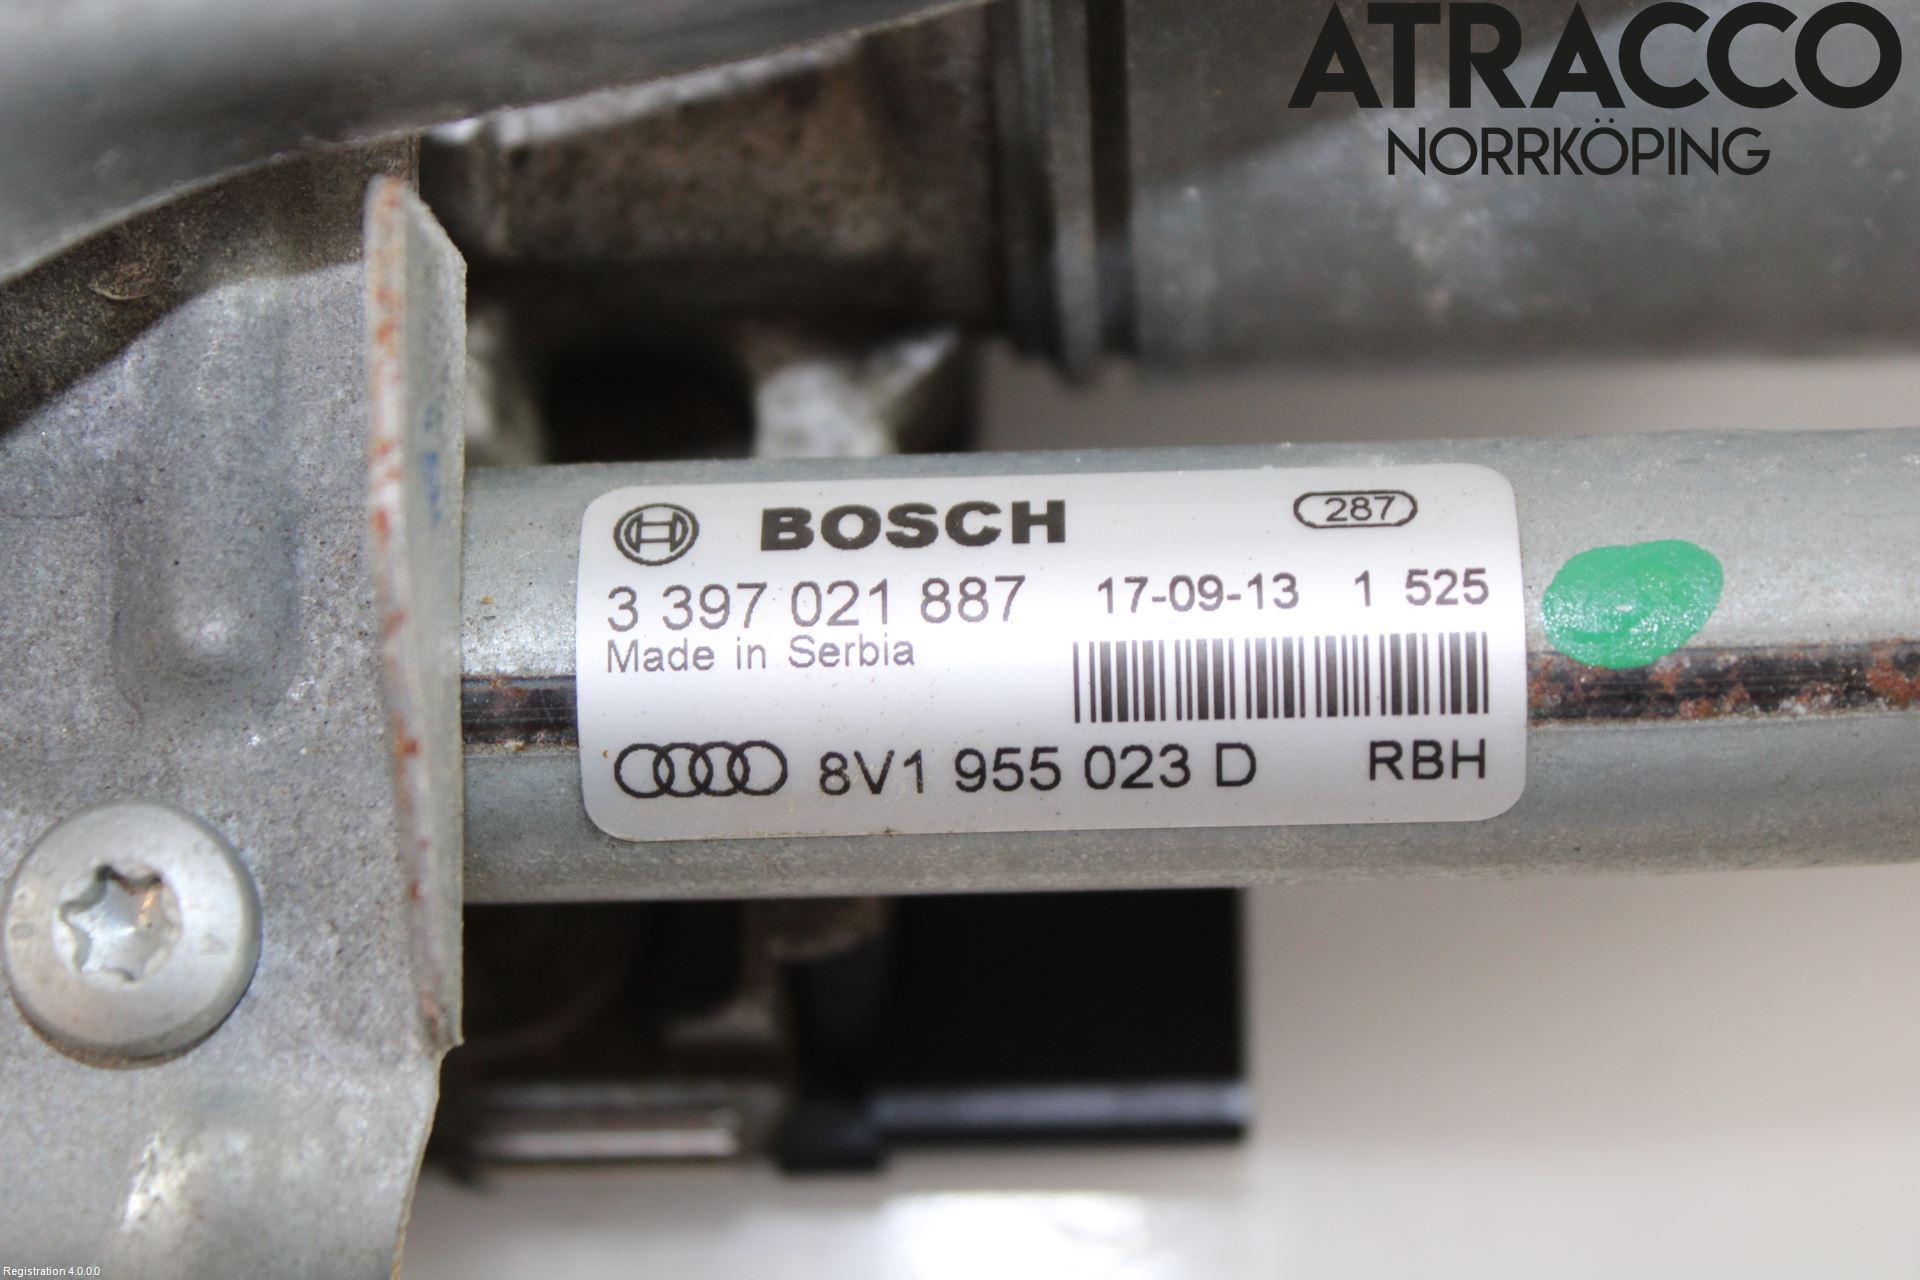 ATRACCO
NORRKÖPING
BOSCH 287
3 397 021 887 17-09-13 1 525
Made in Serbia
8V1 955 023 D RBH
Registration 4.0.0.0